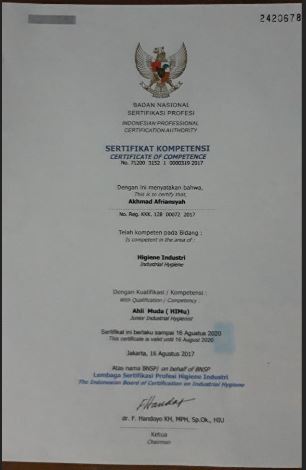 2420678
BADAN NASIONAL
SERTIFIKASI PROFESI
INDONESIAN PROFESSIONAL
CERTIFICATION AUTHORITY
SERTIFIKAT KOMPETENSI
CERTIFICATE OF COMPETENCE
No. 71200 3152 1 0000319 2017
Dengan ini menyatakan bahwa,
This is to certify that,
Akhmad Afriansyah
No. Reg. KKK. 128 00072 2017
Telah kompeten pada Bidang :
Is competent in the area of :
Higiene Industri
Industrial Hygiene
Dengan Kualifikasi / Kompetensi :
With Qualification / Competency :
Ahli Muda ( HIMu)
Junior Industrial Hygienist
Sertifikat ini berlaku sampai 16 Agustus 2020
This certificate is valid until 16 August 2020
Jakarta, 16 Agustus 2017
Atas nama BNSP/ on behalf of BNSP
Lembaga Sertifikasi Profesi Higiene Industri
The Indonesian Board of Certification on Industrial Hygiene
dr. F. Handoyo KH, MPH, Sp.Ok., HIU
Ketua
Chairman